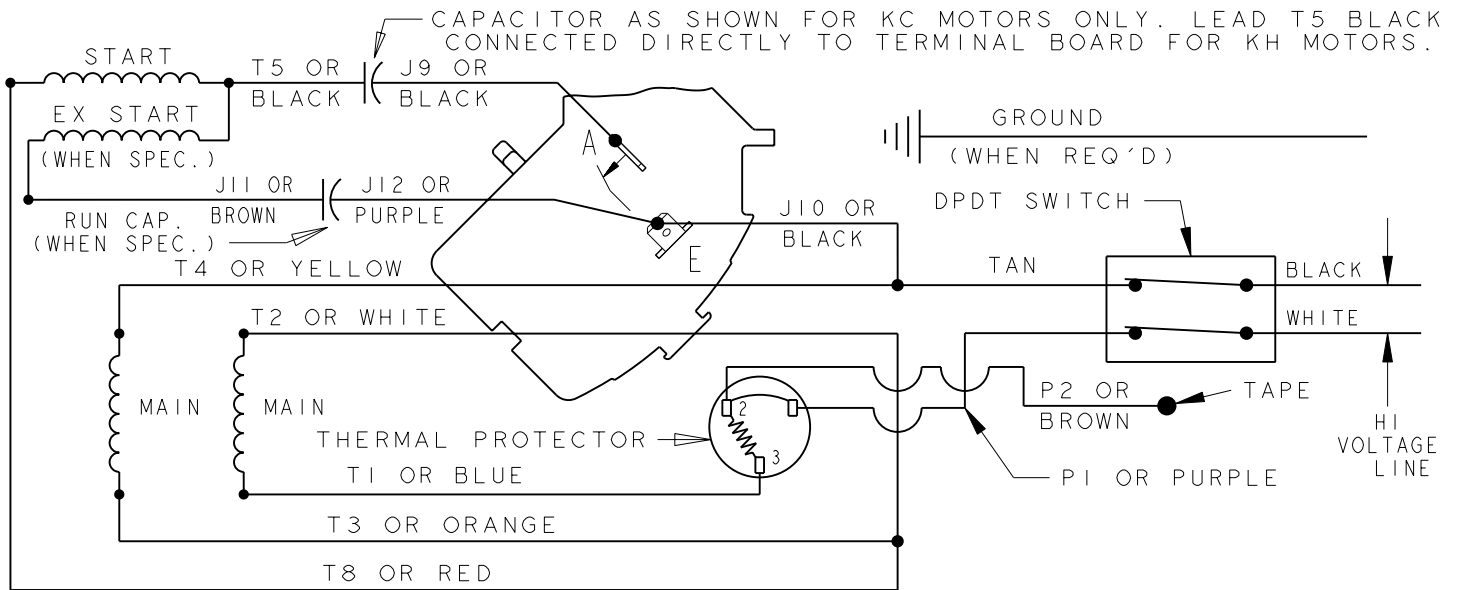 CAPACITOR AS SHOWN FOR KC MOTORS ONLY. LEAD T5 BLACK
CONNECTED DIRECTLY TO TERMINAL BOARD FOR KH MOTORS.
START
T5 OR
BLACK
J9 OR
BLACK
EX START
(WHEN SPEC.)
A
GROUND
(WHEN REQ'D)
J11 OR
BROWN
J12 OR
PURPLE
RUN CAP.
(WHEN SPEC.)
J10 OR
BLACK
E
DPDT SWITCH
T4 OR YELLOW
TAN
BLACK
T2 OR WHITE
WHITE
MAIN
MAIN
2
P2 OR
BROWN
TAPE
THERMAL PROTECTOR
3
HI
VOLTAGE
LINE
T1 OR BLUE
P1 OR PURPLE
T3 OR ORANGE
T8 OR RED